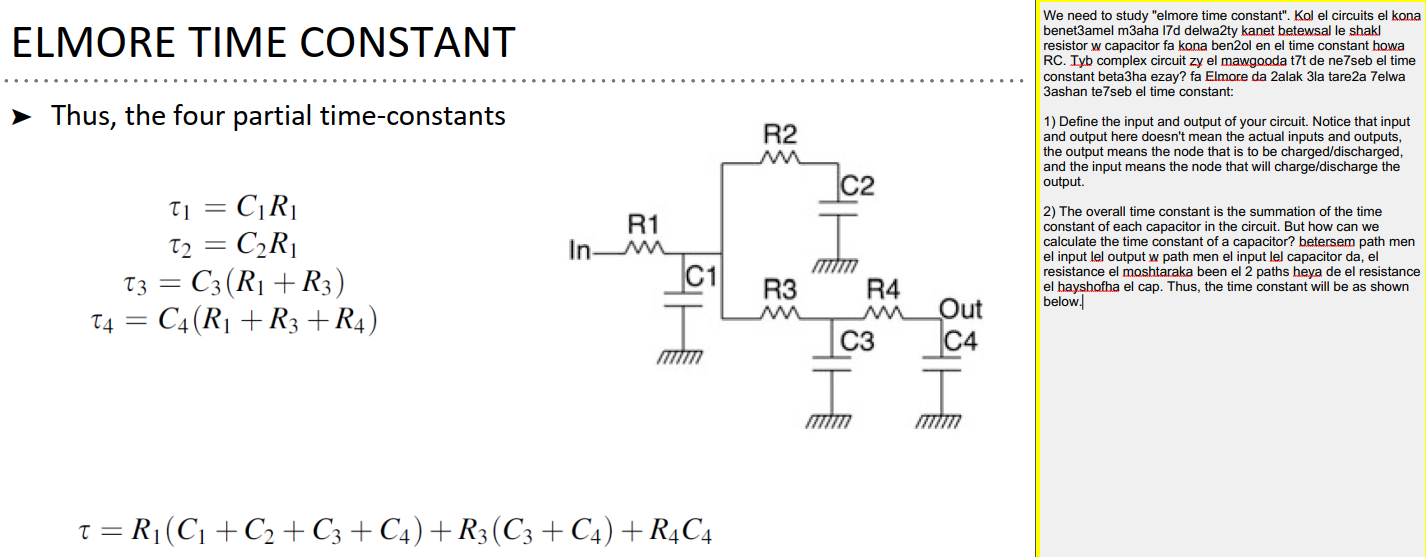 ELMORE TIME CONSTANT
➤ Thus, the four partial time-constants
τ1 = C1R1
τ2 = C2R1
τ3 = C3(R1 + R3)
τ4 = C4(R1 + R3 + R4)
R2
C2
R1
In
C1
R3
R4
Out
C3
C4
τ = R1(C1 + C2 + C3 + C4) + R3(C3 + C4) + R4C4
We need to study "elmore time constant". Kol el circuits el kona
benet3amel m3aha l7d delwa2ty kanet betewsal le shakl
resistor w capacitor fa kona ben2ol en el time constant howa
RC. Tyb complex circuit zy el mawgooda t7t de ne7seb el time
constant beta3ha ezay? fa Elmore da 2alak 3la tare2a 7elwa
3ashan te7seb el time constant:
1) Define the input and output of your circuit. Notice that input
and output here doesn't mean the actual inputs and outputs,
the output means the node that is to be charged/discharged,
and the input means the node that will charge/discharge the
output.
2) The overall time constant is the summation of the time
constant of each capacitor in the circuit. But how can we
calculate the time constant of a capacitor? betersem path men
el input lel output w path men el input lel capacitor da, el
resistance el moshtaraka been el 2 paths heya de el resistance
el hayshofha el cap. Thus, the time constant will be as shown
below.